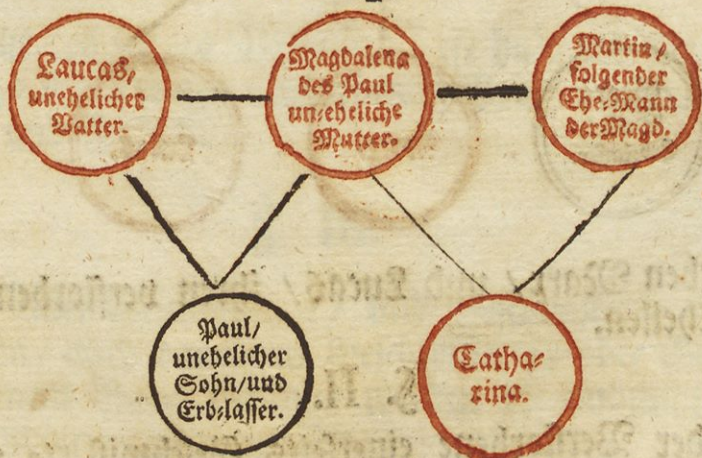 Laucas,
unehelicher
Vatter.
Magdalena
des Paul
un-eheliche
Mutter.
Martin /
folgender
Ehe-Mann
der Magd.
Paul/
unehelicher
Sohn/und
Erb-lasser.
Catha-
rina.